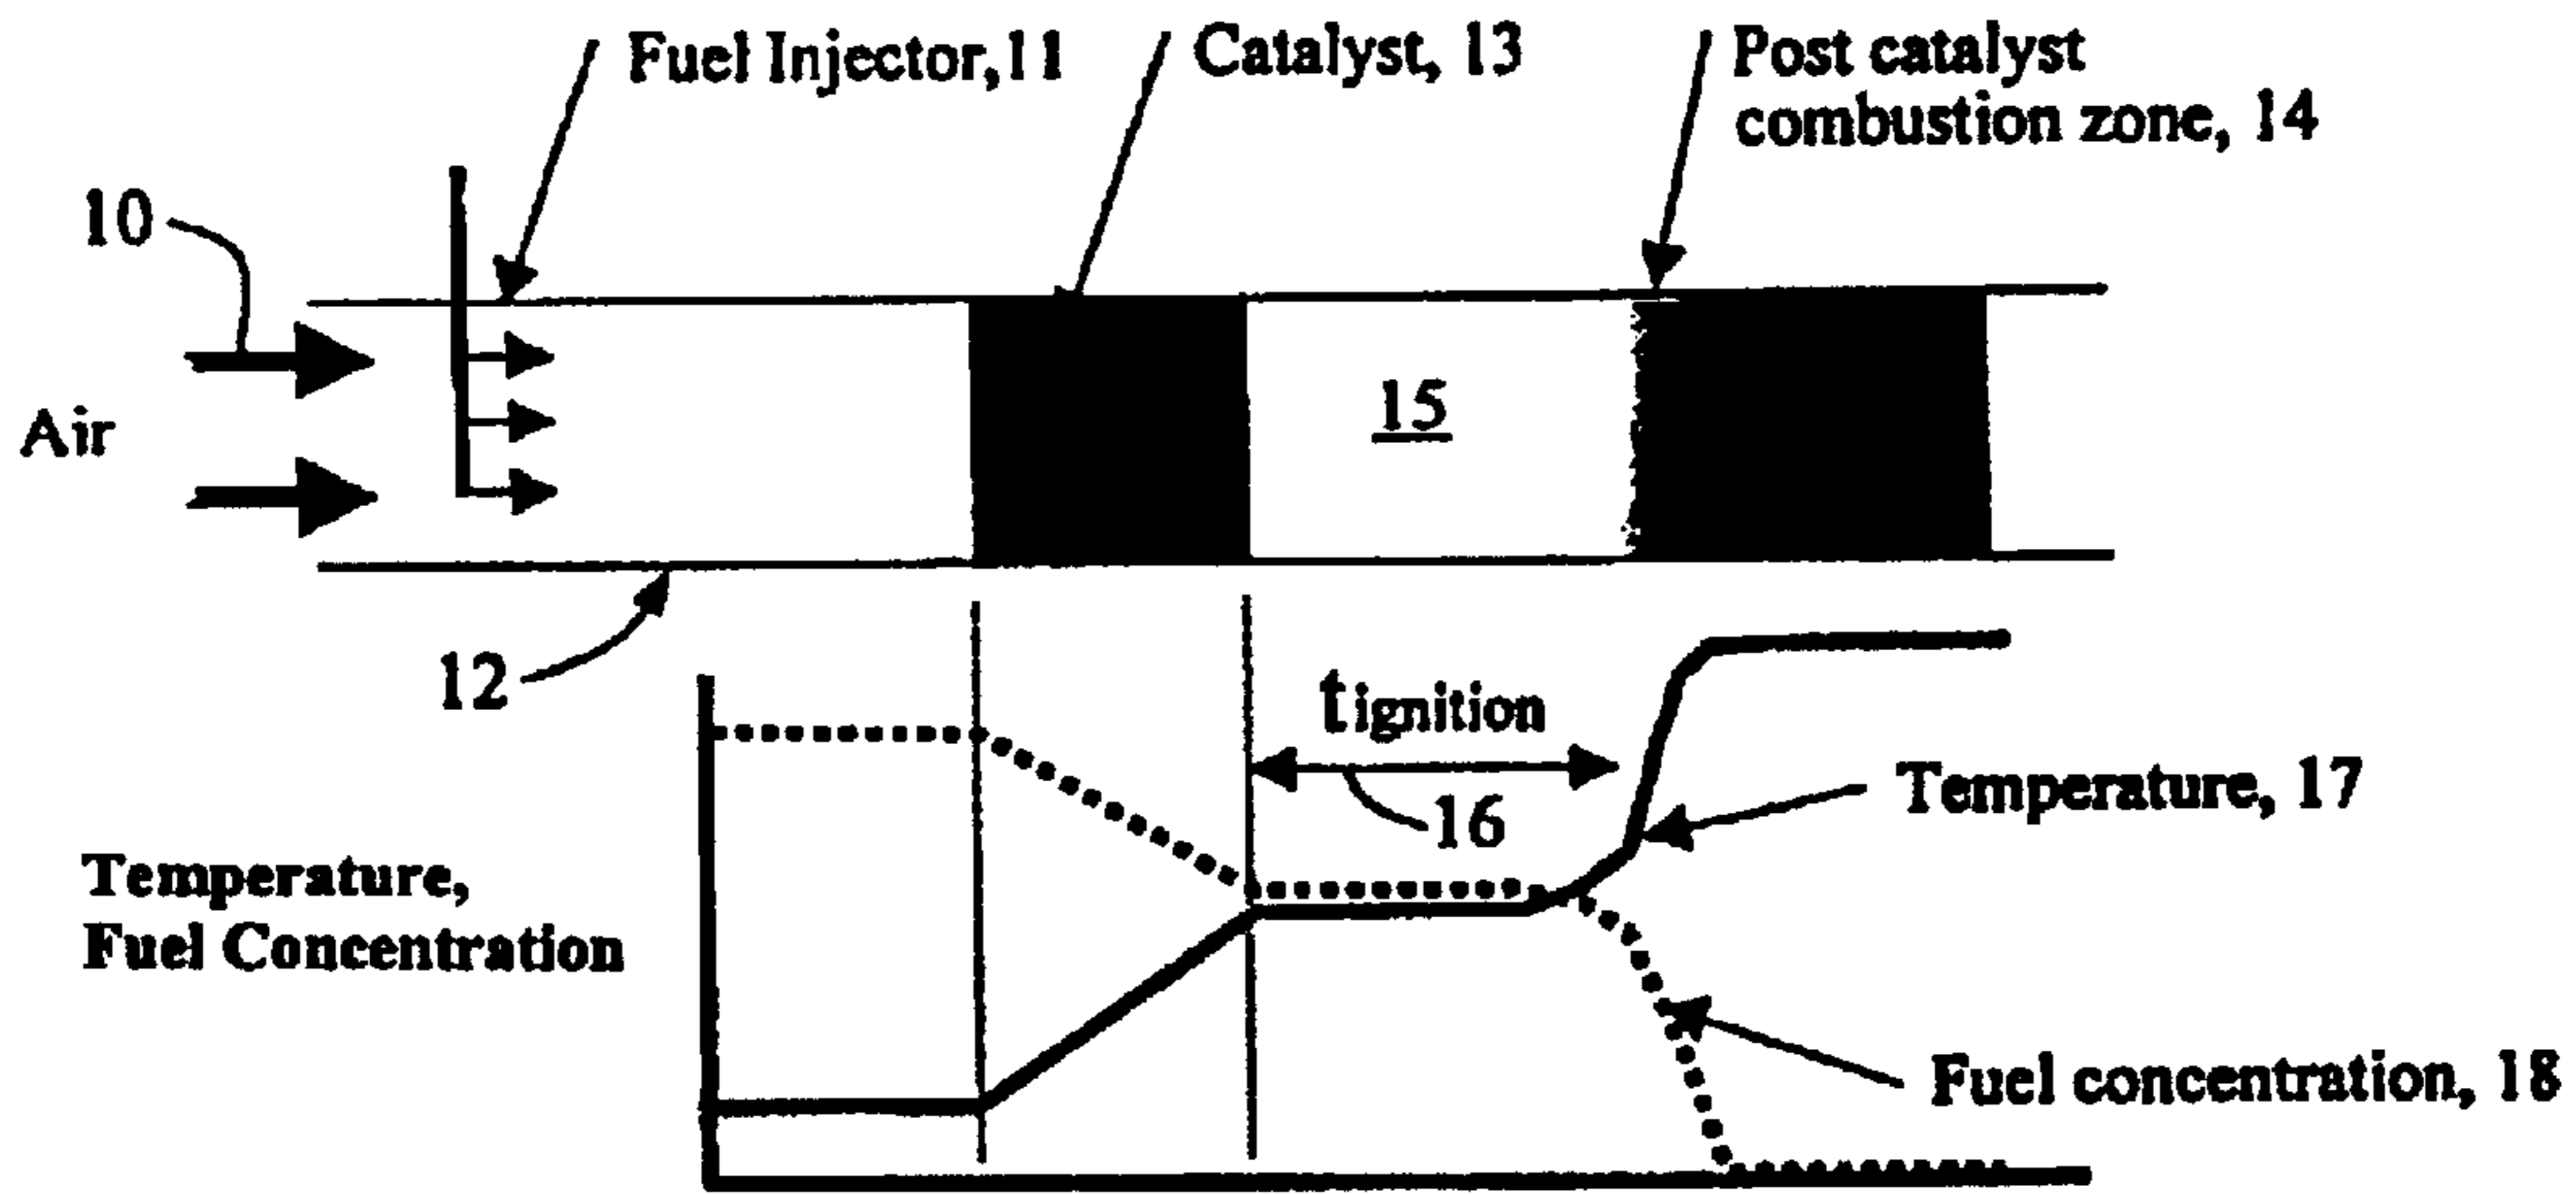 Fuel Injector,11
Catalyst, 13
Post catalyst
combustion zone, 14
10
Air
15
12
tignition
16
Temperature, 17
Temperature,
Fuel Concentration
Fuel concentration, 18